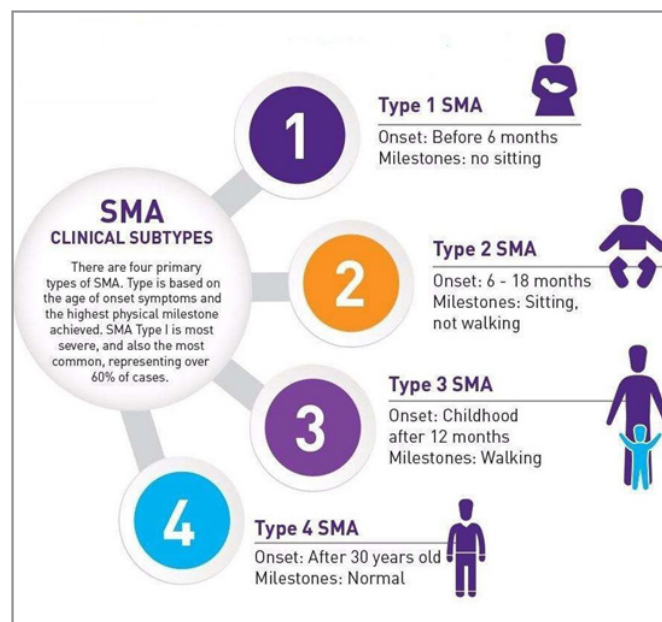 SMA
CLINICAL SUBTYPES
There are four primary
types of SMA. Type is based on
the age of onset symptoms and
the highest physical milestone
achieved. SMA Type I is most
severe, and also the most
common, representing over
60% of cases.
1
Type 1 SMA
Onset: Before 6 months
Milestones: no sitting
2
Type 2 SMA
Onset: 6 - 18 months
Milestones: Sitting,
not walking
3
Type 3 SMA
Onset: Childhood
after 12 months
Milestones: Walking
4
Type 4 SMA
Onset: After 30 years old
Milestones: Normal